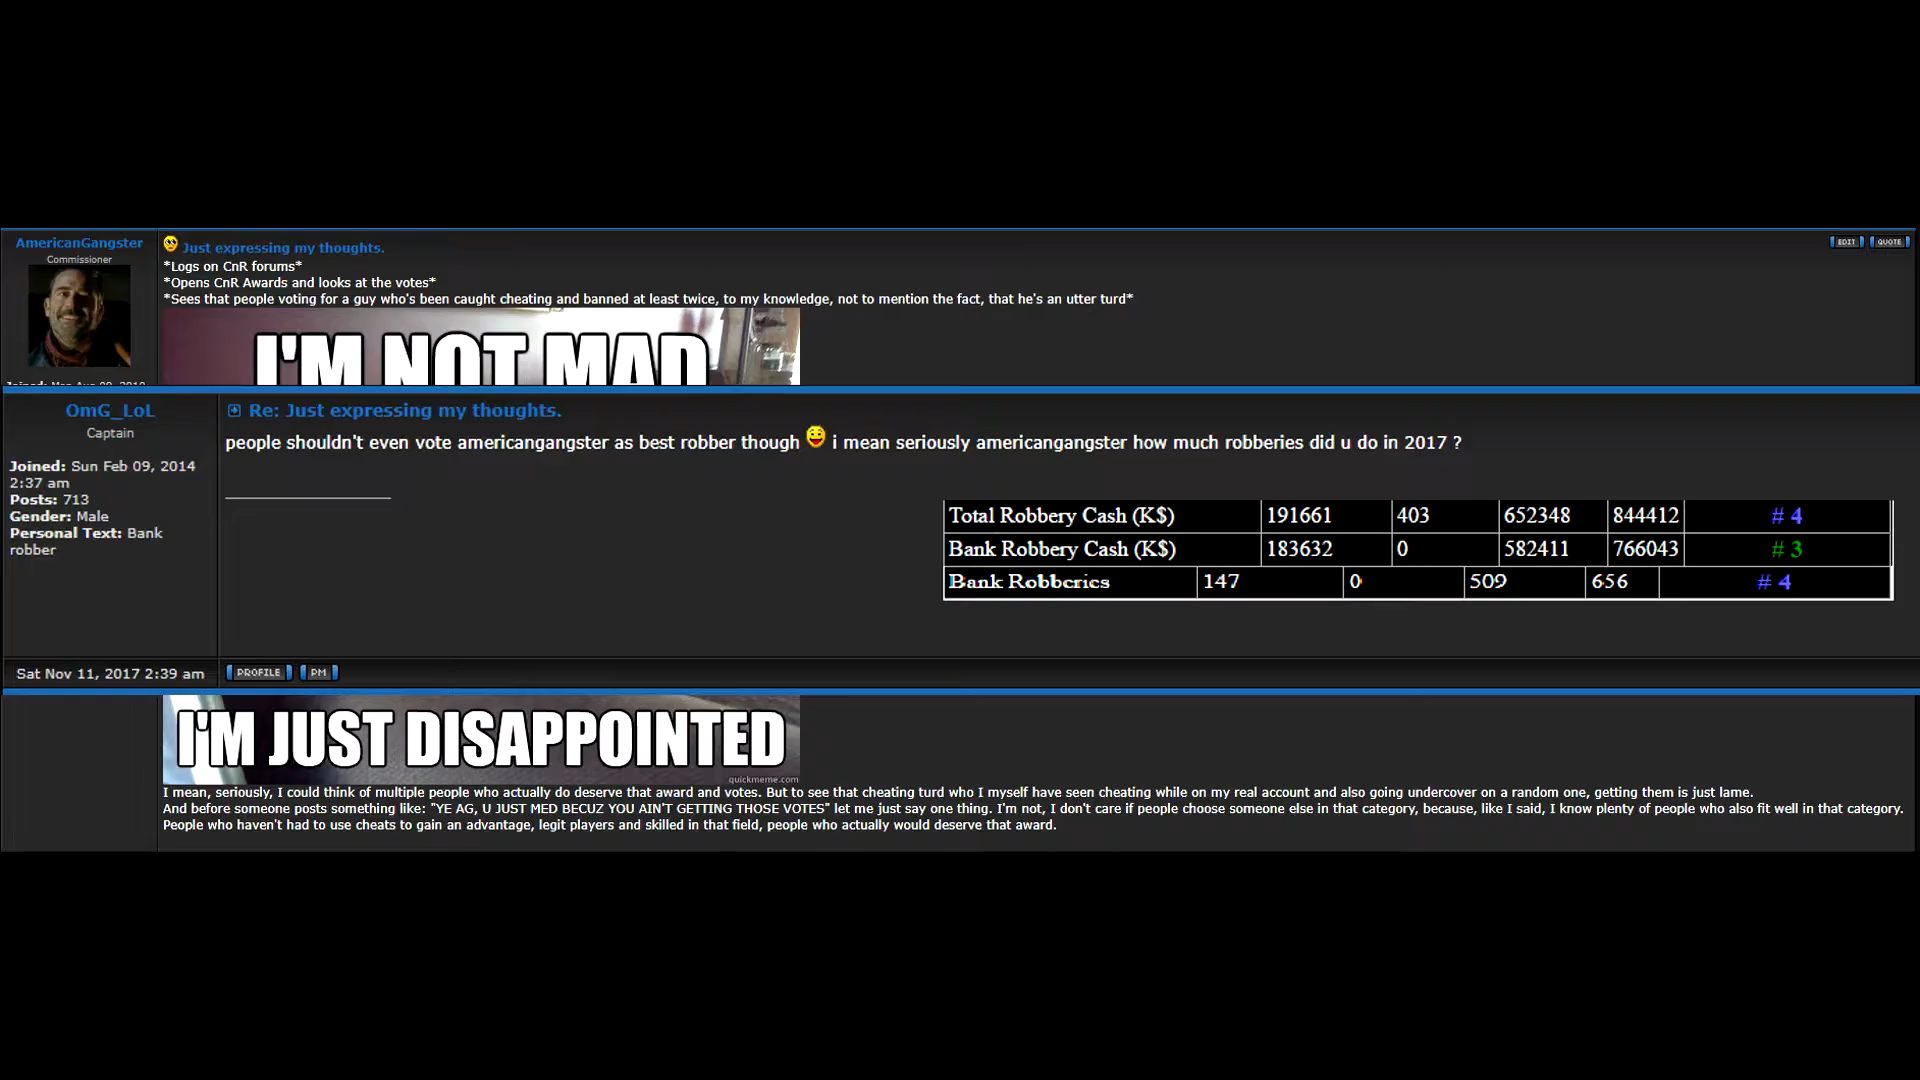 AmericanGangster
Commissioner
Just expressing my thoughts.
EDIT QUOTE
*Logs on CnR forums*
*Opens CnR Awards and looks at the votes*
*Sees that people voting for a guy who's been caught cheating and banned at least twice, to my knowledge, not to mention the fact, that he's an utter turd*
I'M NOT MAD
OmG_LoL
Captain
Joined: Sun Feb 09, 2014
2:37 am
Posts: 713
Gender: Male
Personal Text: Bank
robber
Re: Just expressing my thoughts.
people shouldn't even vote americangangster as best robber though i mean seriously americangangster how much robberies did u do in 2017 ?
Total Robbery Cash (K$) 191661 403 652348 844412 # 4
Bank Robbery Cash (K$) 183632 0 582411 766043 # 3
Bank Robberies 147 0 509 656 # 4
Sat Nov 11, 2017 2:39 am
PROFILE PM
I'M JUST DISAPPOINTED
quickmeme.com
I mean, seriously, I could think of multiple people who actually do deserve that award and votes. But to see that cheating turd who I myself have seen cheating while on my real account and also going undercover on a random one, getting them is just lame.
And before someone posts something like: "YE AG, U JUST MED BECUZ YOU AIN'T GETTING THOSE VOTES" let me just say one thing. I'm not, I don't care if people choose someone else in that category, because, like I said, I know plenty of people who also fit well in that category.
People who haven't had to use cheats to gain an advantage, legit players and skilled in that field, people who actually would deserve that award.